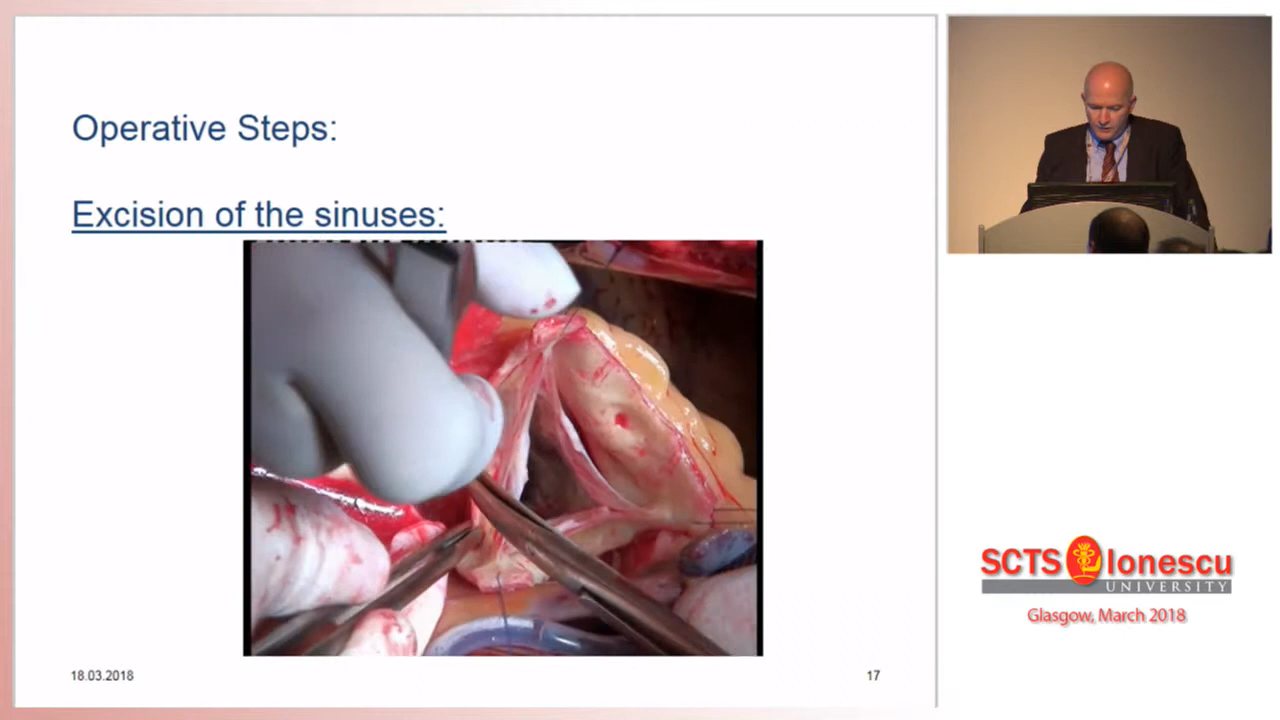 Operative Steps:
Excision of the sinuses:
18.03.2018
17
SCTS Ionescu
UNIVERSITY
Glasgow, March 2018